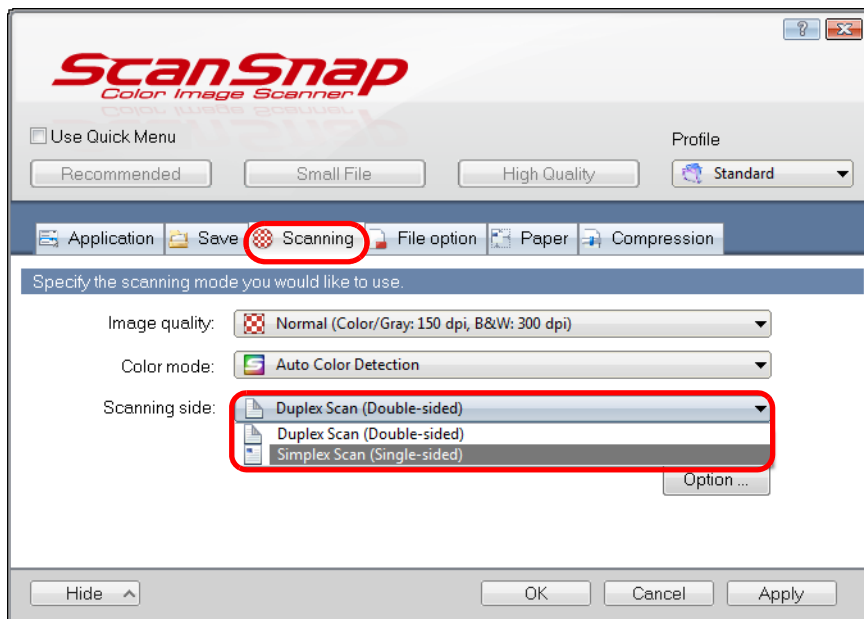 ScanSnap
Color Image Scanner
Use Quick Menu
Profile
Recommended Small File High Quality Standard
Application Save Scanning File option Paper Compression
Specify the scanning mode you would like to use.
Image quality: Normal (Color/Gray: 150 dpi, B&W: 300 dpi)
Color mode: Auto Color Detection
Scanning side: Duplex Scan (Double-sided)
Duplex Scan (Double-sided)
Simplex Scan (Single-sided)
Option ...
Hide OK Cancel Apply